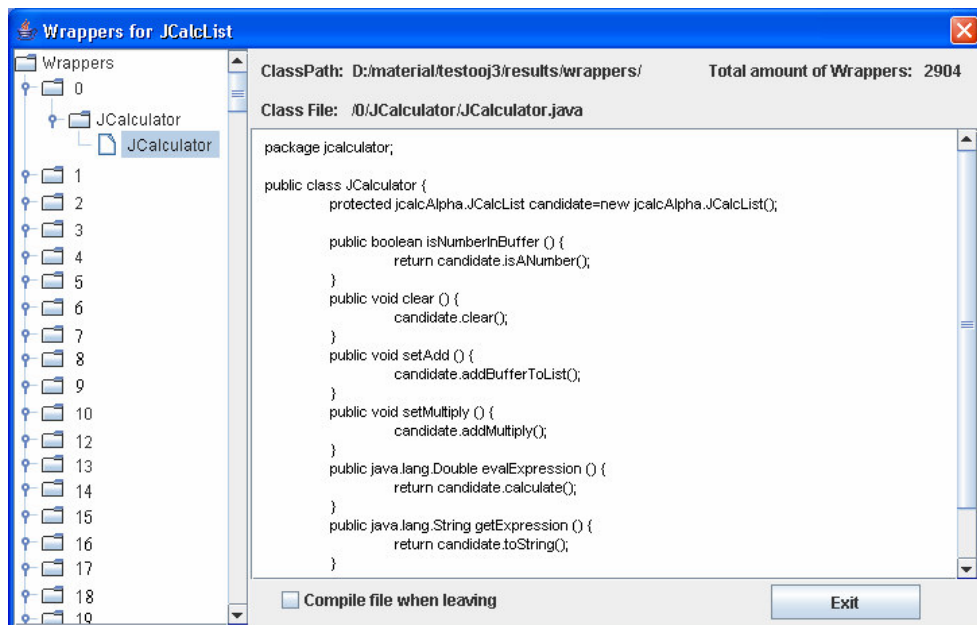 Wrappers for JCalcList
Wrappers
0
JCalculator
JCalculator
1
2
3
4
5
6
7
8
9
10
12
13
14
15
16
17
18
19
ClassPath: D:/material/testooj3/results/wrappers/ Total amount of Wrappers: 2904
Class File: /0/JCalculator/JCalculator.java
package jcalculator;
public class JCalculator {
protected jcalcAlpha.JCalcList candidate=new jcalcAlpha.JCalcList();
public boolean isNumberInBuffer () {
return candidate.isANumber();
}
public void clear () {
candidate.clear();
}
public void setAdd () {
candidate.addBufferToList();
}
public void setMultiply () {
candidate.addMultiply();
}
public java.lang.Double evalExpression () {
return candidate.calculate();
}
public java.lang.String getExpression () {
return candidate.toString();
}
Compile file when leaving
Exit